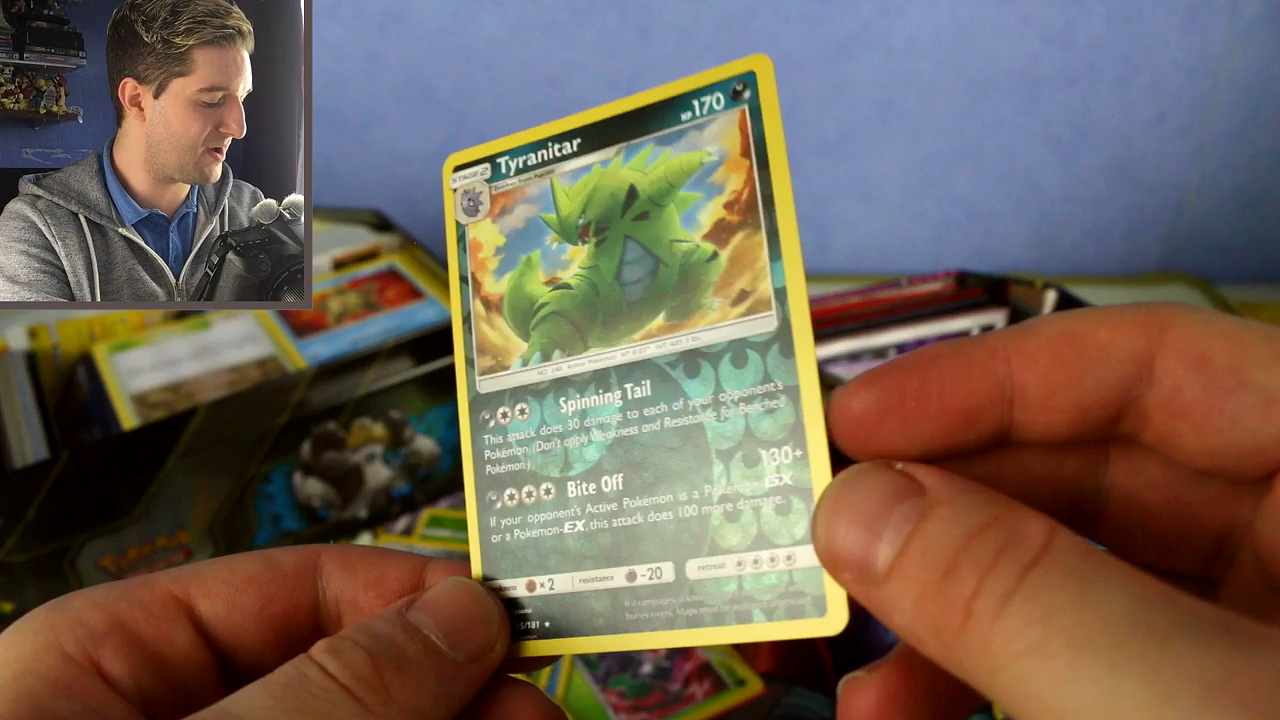 STAGE 2 Tyranitar HP 170
Evolves from Pupitar
NO. 248 Armor Pokémon HT: 6'07" WT: 445.3 lbs.
Spinning Tail
This attack does 30 damage to each of your opponent's
Pokémon. (Don't apply Weakness and Resistance for Benched
Pokémon.)
Bite Off 130+
If your opponent's Active Pokémon is a Pokémon-GX
or a Pokémon-EX, this attack does 100 more damage.
×2 resistance -20 retreat
5/181